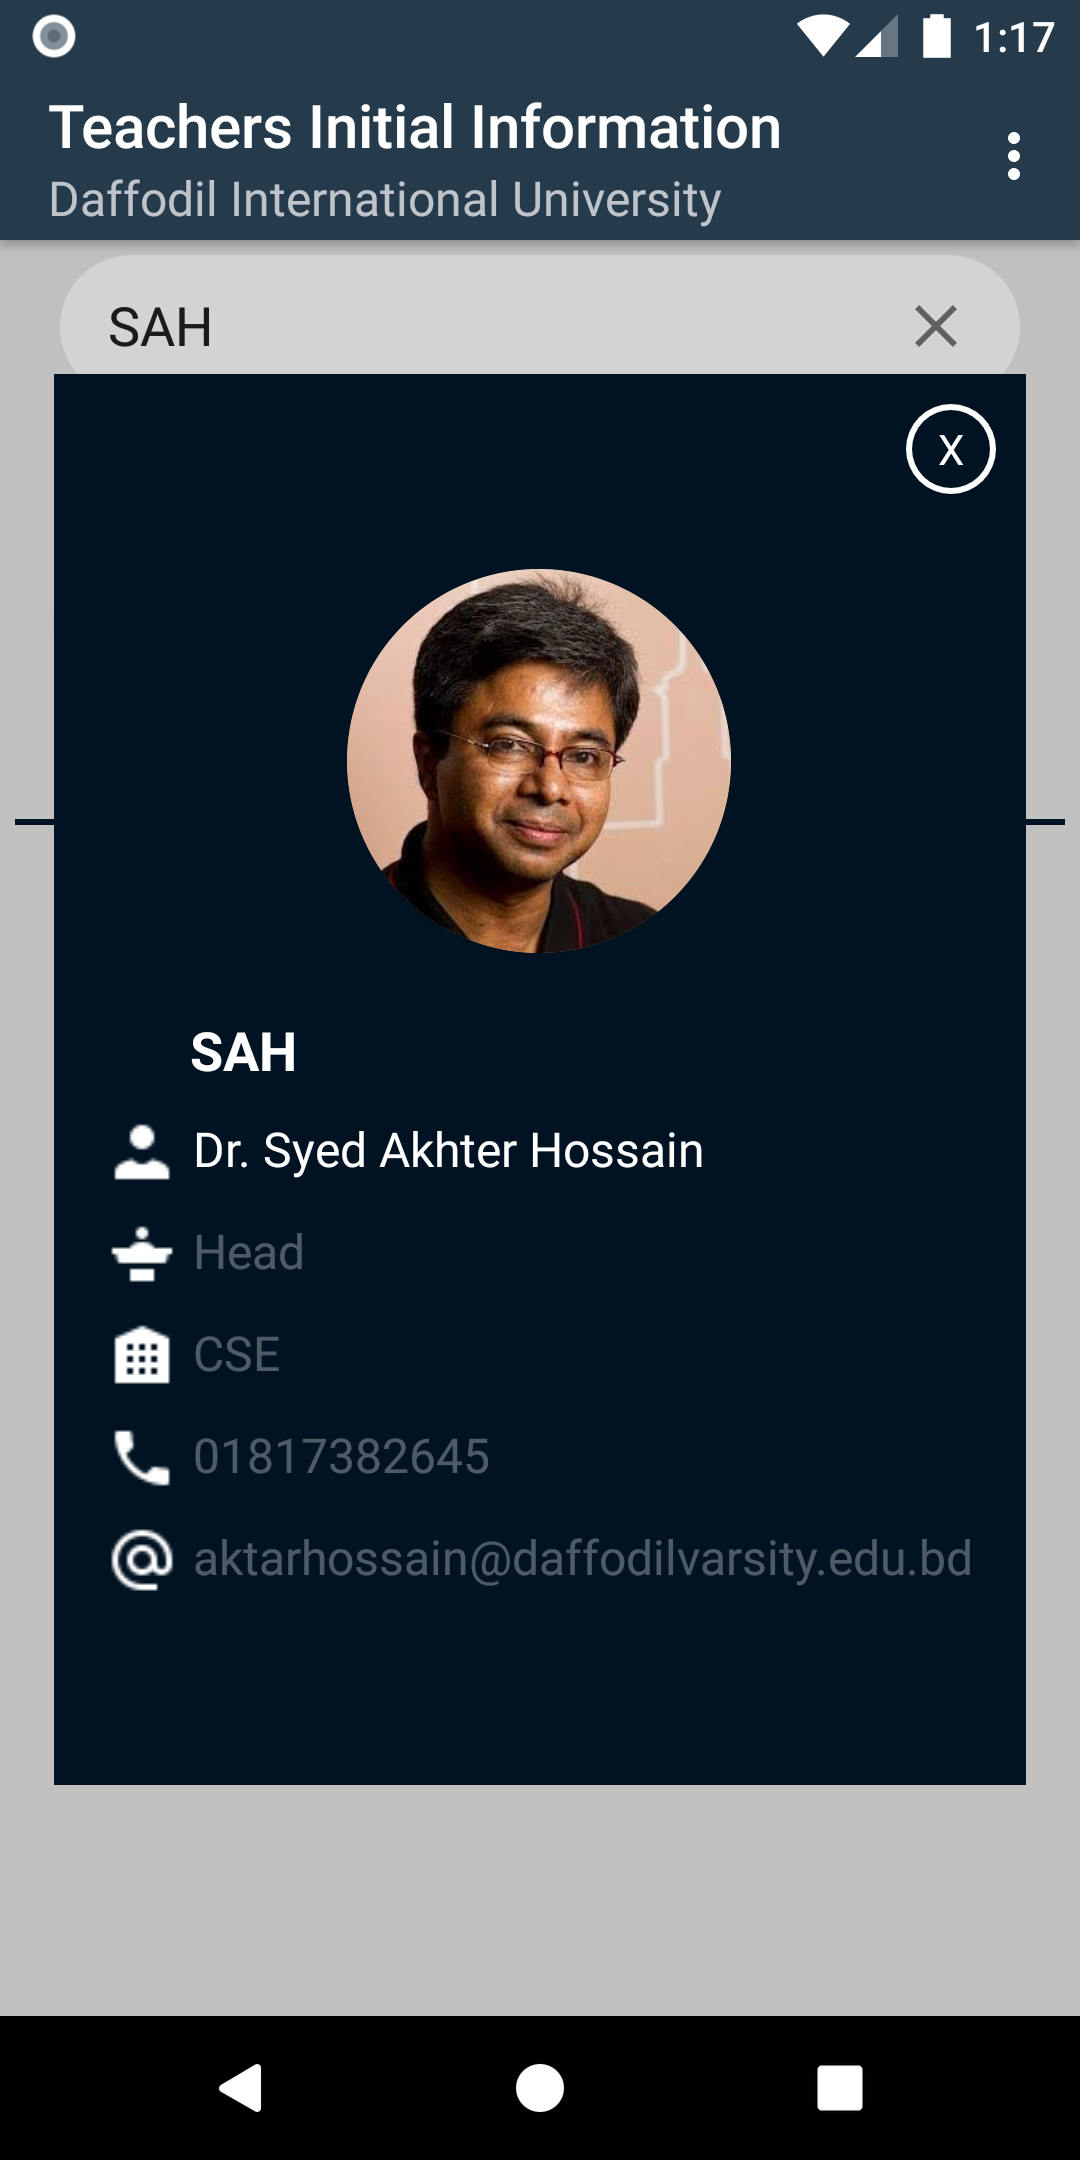 1:17
Teachers Initial Information
Daffodil International University
SAH
X
SAH
Dr. Syed Akhter Hossain
Head
CSE
01817382645
aktarhossain@daffodilvarsity.edu.bd